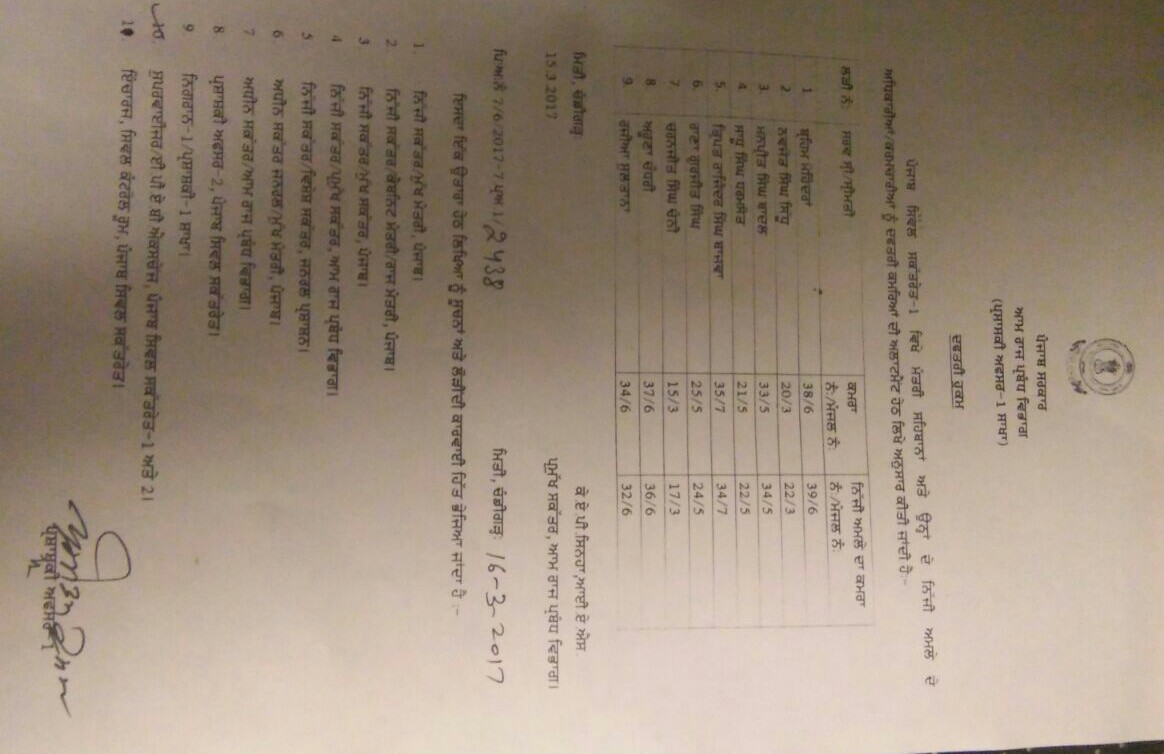 ਪੰਜਾਬ ਸਰਕਾਰ
ਆਮ ਰਾਜ ਪ੍ਰਬੰਧ ਵਿਭਾਗ
(ਪ੍ਰਸਾਸਕੀ ਅਫਸਰ-1 ਸਾਖਾ)
ਦਫਤਰੀ ਹੁਕਮ
ਪੰਜਾਬ ਸਿਵਲ ਸਕੱਤਰੇਤ-1 ਵਿਖੇ ਮੰਤਰੀ ਸਹਿਬਾਨਾਂ ਅਤੇ ਉਨ੍ਹਾਂ ਦੇ ਨਿੱਜੀ ਅਮਲੇ ਦੇ
ਅਧਿਕਾਰੀਆਂ/ਕਰਮਚਾਰੀਆਂ ਨੂੰ ਦਫਤਰੀ ਕਮਰਿਆਂ ਦੀ ਅਲਾਟਮੈਂਟ ਹੇਠ ਲਿਖੇ ਅਨੁਸਾਰ ਕੀਤੀ ਜਾਂਦੀ ਹੈ:-
ਲੜੀ ਨੰ: ਸਰਵ ਸ੍ਰੀ/ਸ੍ਰੀਮਤੀ ਕਮਰਾ ਨੰ:/ਮੰਜਲ ਨੰ: ਨਿੱਜੀ ਅਮਲੇ ਦਾ ਕਮਰਾ ਨੰ:/ਮੰਜਲ ਨੰ:
1. ਬ੍ਰਹਿਮ ਮੋਹਿੰਦਰਾਂ 38/6 39/6
2. ਨਵਜੋਤ ਸਿੰਘ ਸਿੱਧੂ 20/3 22/3
3. ਮਨਪ੍ਰੀਤ ਸਿੰਘ ਬਾਦਲ 33/5 34/5
4. ਸਾਧੂ ਸਿੰਘ ਧਰਮਸੋਤ 21/5 22/5
5. ਤ੍ਰਿਪਤ ਰਾਜਿੰਦਰ ਸਿੰਘ ਬਾਜਵਾ 35/7 34/7
6. ਰਾਣਾ ਗੁਰਜੀਤ ਸਿੰਘ 25/5 24/5
7. ਚਰਨਜੀਤ ਸਿੰਘ ਚੰਨੀ 15/3 17/3
8. ਅਰੂਣਾ ਚੌਧਰੀ 37/6 36/6
9. ਰਜੀਆ ਸੁਲਤਾਨਾ 34/6 32/6
ਮਿਤੀ, ਚੰਡੀਗੜ੍ਹ: ਕੇ.ਏ.ਪੀ.ਸਿਨਹਾ,ਆਈ.ਏ.ਐਸ.
15.3.2017 ਪ੍ਰਮੁੱਖ ਸਕੱਤਰ, ਆਮ ਰਾਜ ਪ੍ਰਬੰਧ ਵਿਭਾਗ।
ਪਿ:ਅ:ਨੰ 7/6/2017-7 ਪ੍ਰਅ 1/2438 ਮਿਤੀ, ਚੰਡੀਗੜ੍ਹ: 16-3-2017
ਇਸਦਾ ਇੱਕ ਉਤਾਰਾ ਹੇਠ ਲਿਖਿਆ ਨੂੰ ਸੂਚਨਾਂ ਅਤੇ ਲੋੜੀਂਦੀ ਕਾਰਵਾਈ ਹਿੱਤ ਭੇਜਿਆ ਜਾਂਦਾ ਹੈ :-
1. ਨਿੱਜੀ ਸਕੱਤਰ/ਮੁੱਖ ਮੰਤਰੀ, ਪੰਜਾਬ।
2. ਨਿੱਜੀ ਸਕੱਤਰ/ਕੈਬਨਿਟ ਮੰਤਰੀ/ਰਾਜ ਮੰਤਰੀ, ਪੰਜਾਬ।
3. ਨਿੱਜੀ ਸਕੱਤਰ/ਮੁੱਖ ਸਕੱਤਰ, ਪੰਜਾਬ।
4. ਨਿੱਜੀ ਸਕੱਤਰ/ਪ੍ਰਮੁੱਖ ਸਕੱਤਰ, ਆਮ ਰਾਜ ਪ੍ਰਬੰਧ ਵਿਭਾਗ।
5. ਨਿੱਜੀ ਸਕੱਤਰ/ਵਿਸ਼ੇਸ਼ ਸਕੱਤਰ, ਜਨਰਲ ਪ੍ਰਸ਼ਾਸ਼ਨ।
6. ਅਧੀਨ ਸਕੱਤਰ ਜਨਰਲ/ਮੁੱਖ ਮੰਤਰੀ, ਪੰਜਾਬ।
7. ਅਧੀਨ ਸਕੱਤਰ/ਆਮ ਰਾਜ ਪ੍ਰਬੰਧ ਵਿਭਾਗ।
8. ਪ੍ਰਸ਼ਾਸ਼ਕੀ ਅਫਸਰ-2, ਪੰਜਾਬ ਸਿਵਲ ਸਕੱਤਰੇਤ।
9. ਨਿਗਰਾਨ-1/ਪ੍ਰਸ਼ਾਸ਼ਕੀ-1 ਸਾਖਾ।
10. ਸੁਪਰਵਾਈਜਰ/ਈ.ਪੀ.ਏ.ਬੀ ਐਕਸਚੇਂਜ, ਪੰਜਾਬ ਸਿਵਲ ਸਕੱਤਰੇਤ-1 ਅਤੇ 2।
11. ਇੰਚਾਰਜ, ਸਿਵਲ ਕੰਟਰੋਲ ਰੂਮ, ਪੰਜਾਬ ਸਿਵਲ ਸਕੱਤਰੇਤ।
ਪ੍ਰਸ਼ਾਸ਼ਕੀ ਅਫਸਰ-1